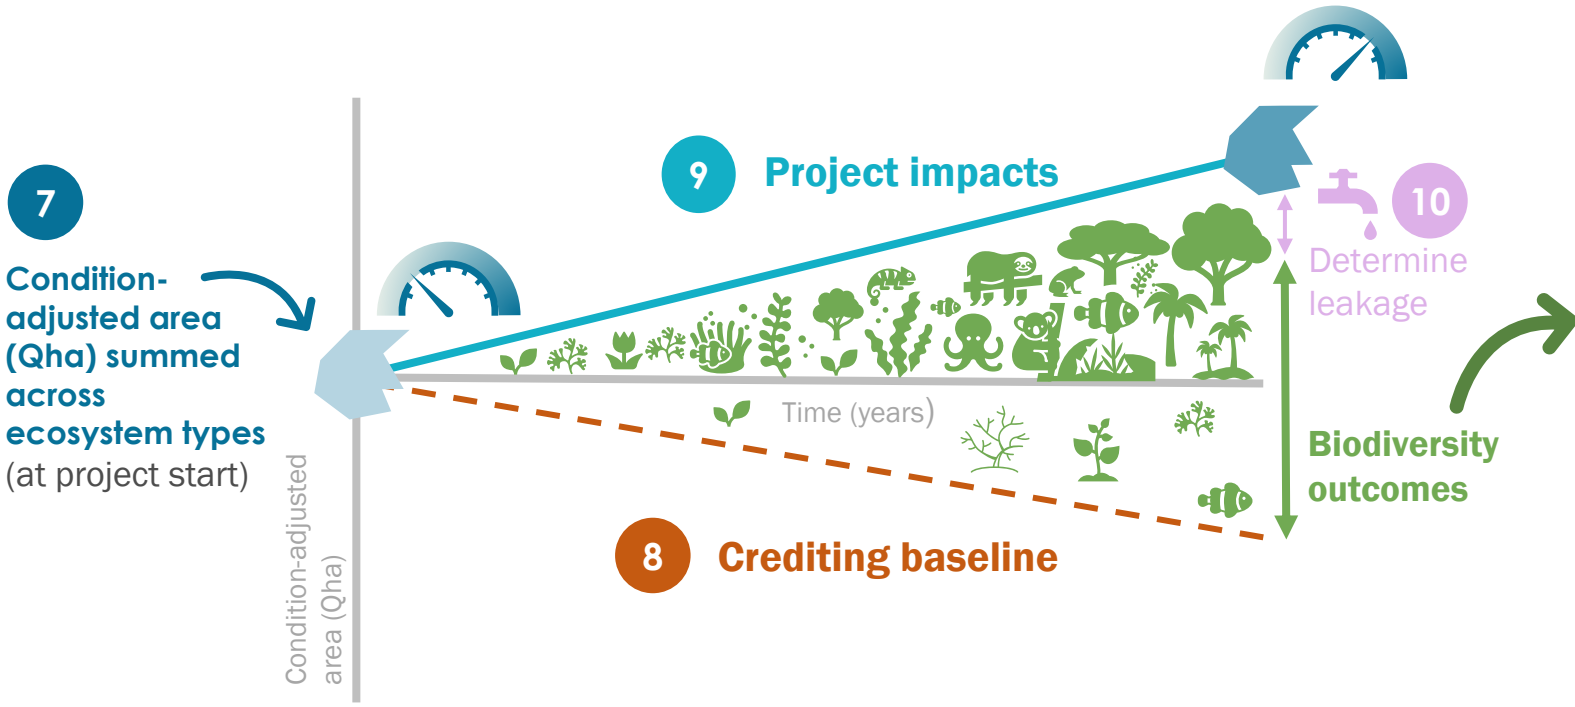 7
Condition-
adjusted area
(Qha) summed
across
ecosystem types
(at project start)
Condition-adjusted
area (Qha)
9
Project impacts
Time (years)
8
Crediting baseline
10
Determine
leakage
Biodiversity
outcomes